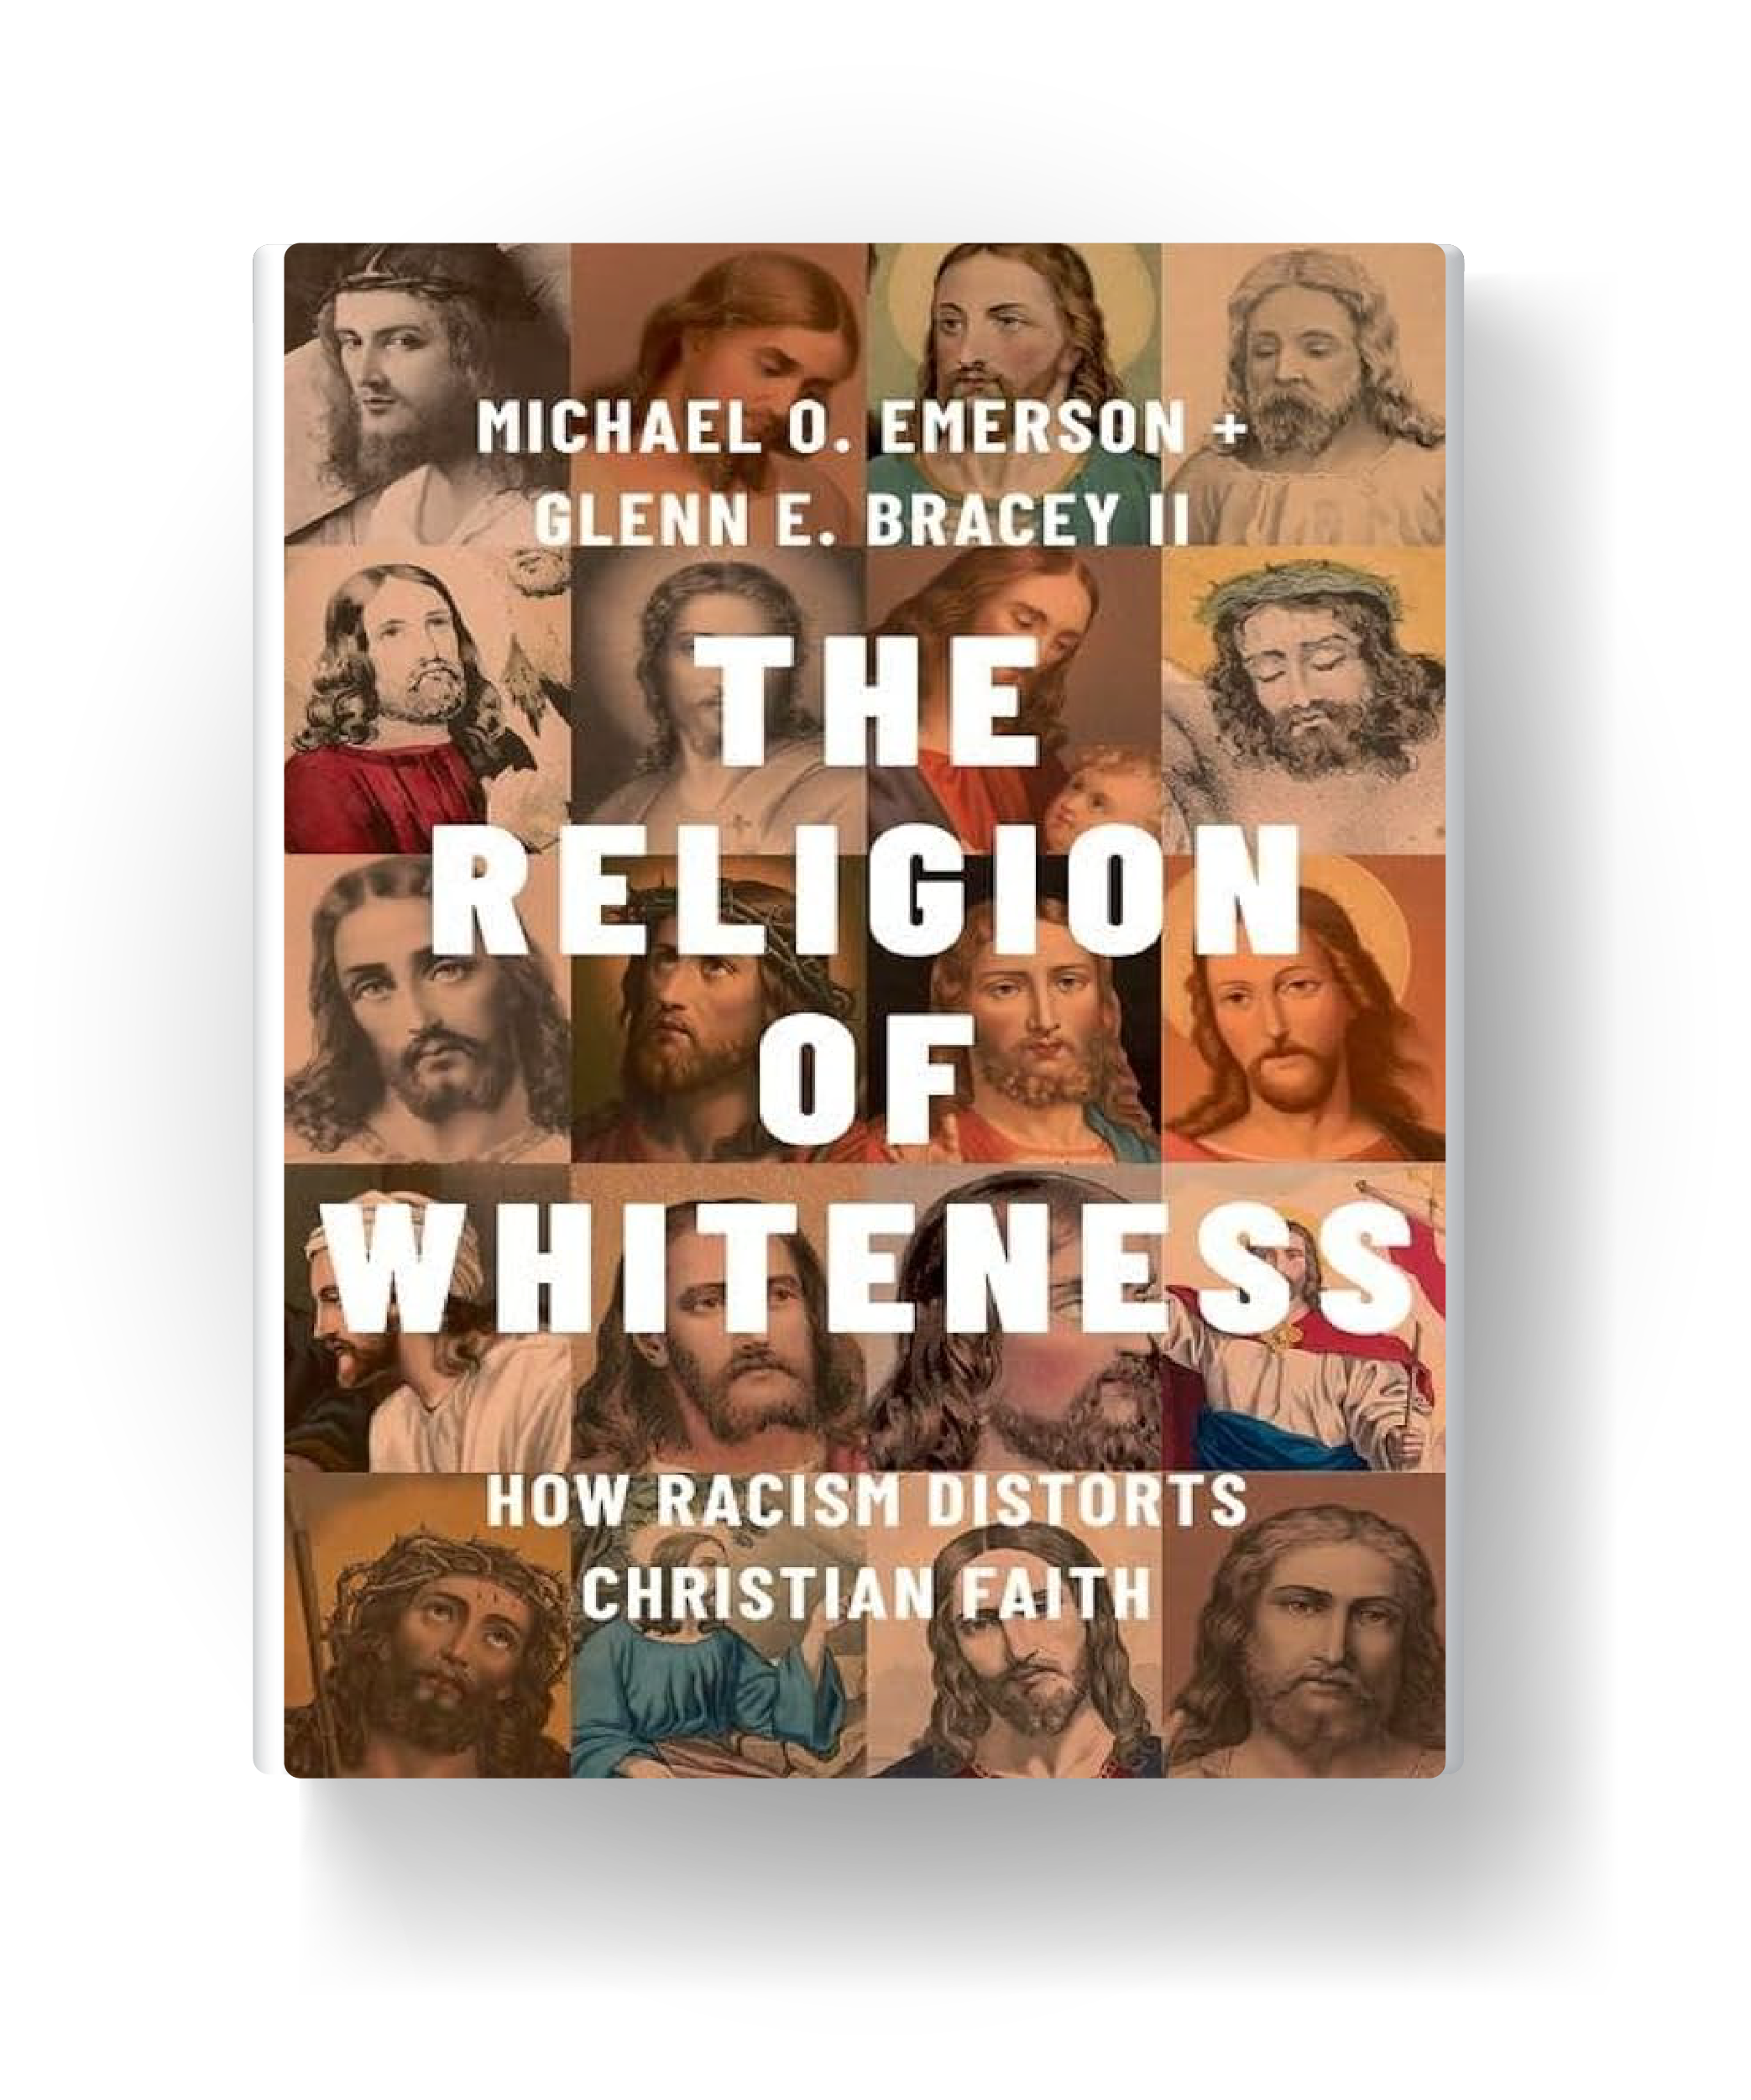 MICHAEL O. EMERSON +
GLENN E. BRACEY II
THE
RELIGION
OF
WHITENESS
HOW RACISM DISTORTS
CHRISTIAN FAITH